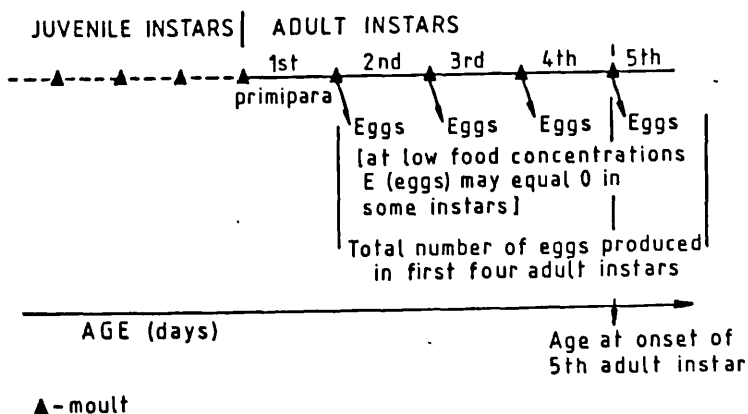 JUVENILE INSTARS
ADULT INSTARS
1st
2nd
3rd
4th
5th
primipara
Eggs
Eggs
Eggs
Eggs
[at low food concentrations
E (eggs) may equal 0 in
some instars]
Total number of eggs produced
in first four adult instars
AGE (days)
Age at onset of
5th adult instar
▲-moult